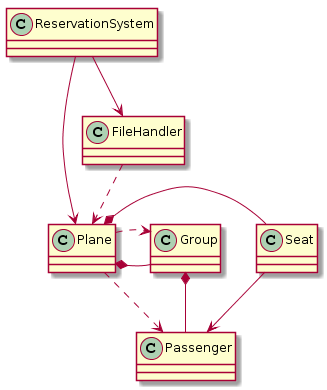 C ReservationSystem
C FileHandler
C Plane
C Group
C Seat
C Passenger